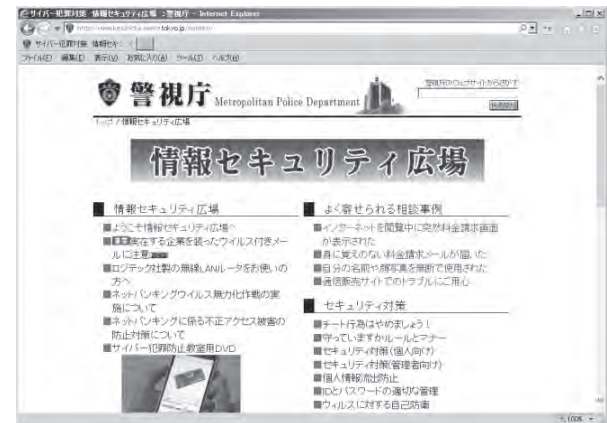 サイバー犯罪対策 情報セキュリティ広場 :警視庁 - Internet Explorer
サイバー犯罪対策 情報セキ...
ファイル(F) 編集(E) 表示(V) お気に入り(A) ツール(T) ヘルプ(H)
警視庁 Metropolitan Police Department
警視庁のウェブサイトから探す
トップ / 情報セキュリティ広場
情報セキュリティ広場
情報セキュリティ広場
■ようこそ情報セキュリティ広場へ
■実在する企業を装ったウイルス付きメー
ルに注意
■ロジテック社製の無線LANルータをお使いの
方へ
■ネットバンキングウイルス無力化作戦の実
施について
■ネットバンキングに係る不正アクセス被害の
防止対策について
■サイバー犯罪防止教室用DVD
よく寄せられる相談事例
■インターネットを閲覧中に突然料金請求画面
が表示された
■身に覚えのない料金請求メールが届いた
■自分の名前や顔写真を無断で使用された
■通信販売サイトでのトラブルにご用心
セキュリティ対策
■チート行為はやめましょう!
■守っていますかルールとマナー
■セキュリティ対策(個人向け)
■セキュリティ対策(管理者向け)
■個人情報流出防止
■IDとパスワードの適切な管理
■ウイルスに対する自己防衛
100%